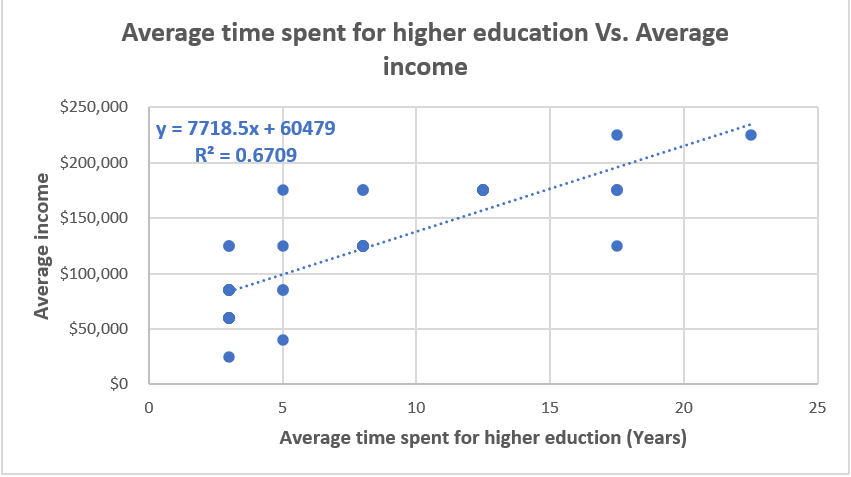 Average time spent for higher education Vs. Average
income
y = 7718.5x + 60479
R² = 0.6709
Average income
$250,000
$200,000
$150,000
$100,000
$50,000
$0
0 5 10 15 20 25
Average time spent for higher eduction (Years)